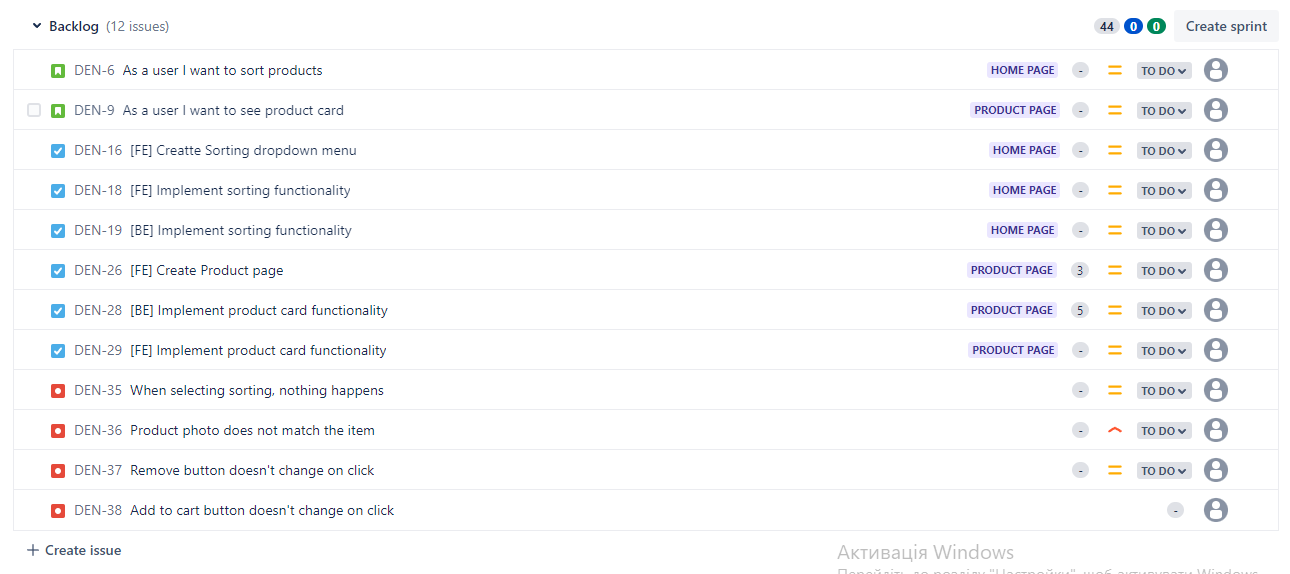 Backlog (12 issues) 44 0 0 Create sprint
DEN-6 As a user I want to sort products HOME PAGE - TO DO
DEN-9 As a user I want to see product card PRODUCT PAGE - TO DO
DEN-16 [FE] Creatte Sorting dropdown menu HOME PAGE - TO DO
DEN-18 [FE] Implement sorting functionality HOME PAGE - TO DO
DEN-19 [BE] Implement sorting functionality HOME PAGE - TO DO
DEN-26 [FE] Create Product page PRODUCT PAGE 3 TO DO
DEN-28 [BE] Implement product card functionality PRODUCT PAGE 5 TO DO
DEN-29 [FE] Implement product card functionality PRODUCT PAGE - TO DO
DEN-35 When selecting sorting, nothing happens - TO DO
DEN-36 Product photo does not match the item - TO DO
DEN-37 Remove button doesn't change on click - TO DO
DEN-38 Add to cart button doesn't change on click -
+ Create issue
Активація Windows
Перейдіть до розділу "Настройки", щоб активувати Windows.